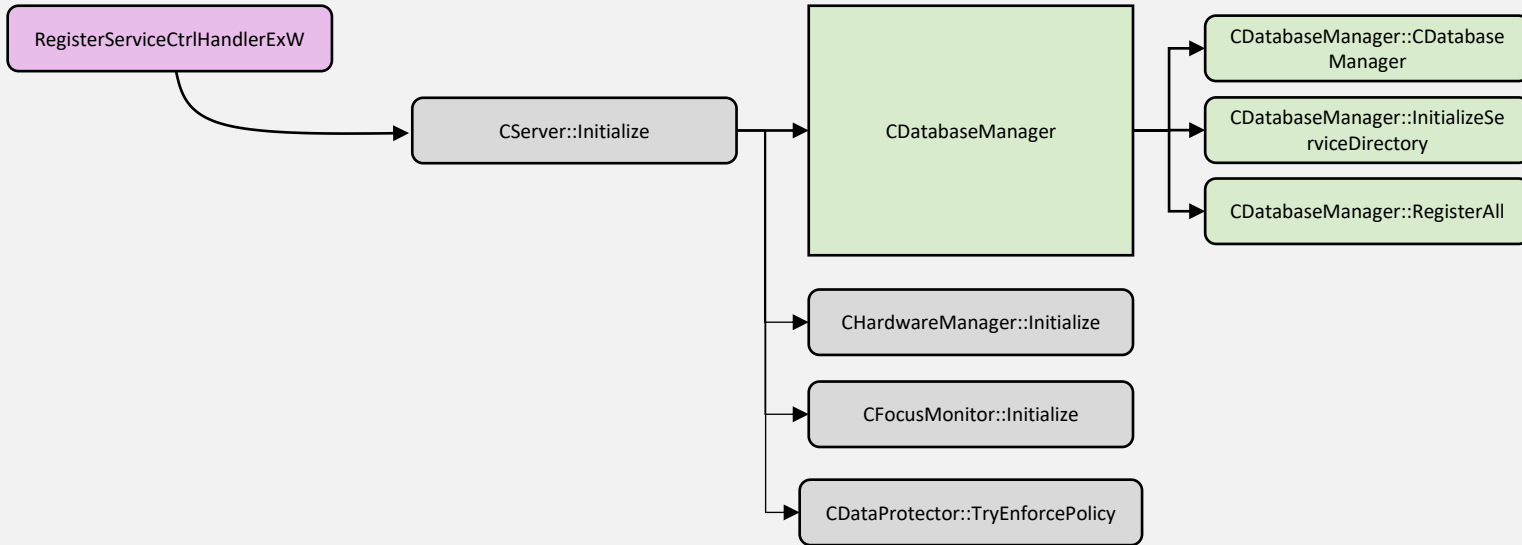 RegisterServiceCtrlHandlerExW
CServer::Initialize
CDatabaseManager
CDatabaseManager::CDatabase
Manager
CDatabaseManager::InitializeSe
rviceDirectory
CDatabaseManager::RegisterAll
CHardwareManager::Initialize
CFocusMonitor::Initialize
CDataProtector::TryEnforcePolicy